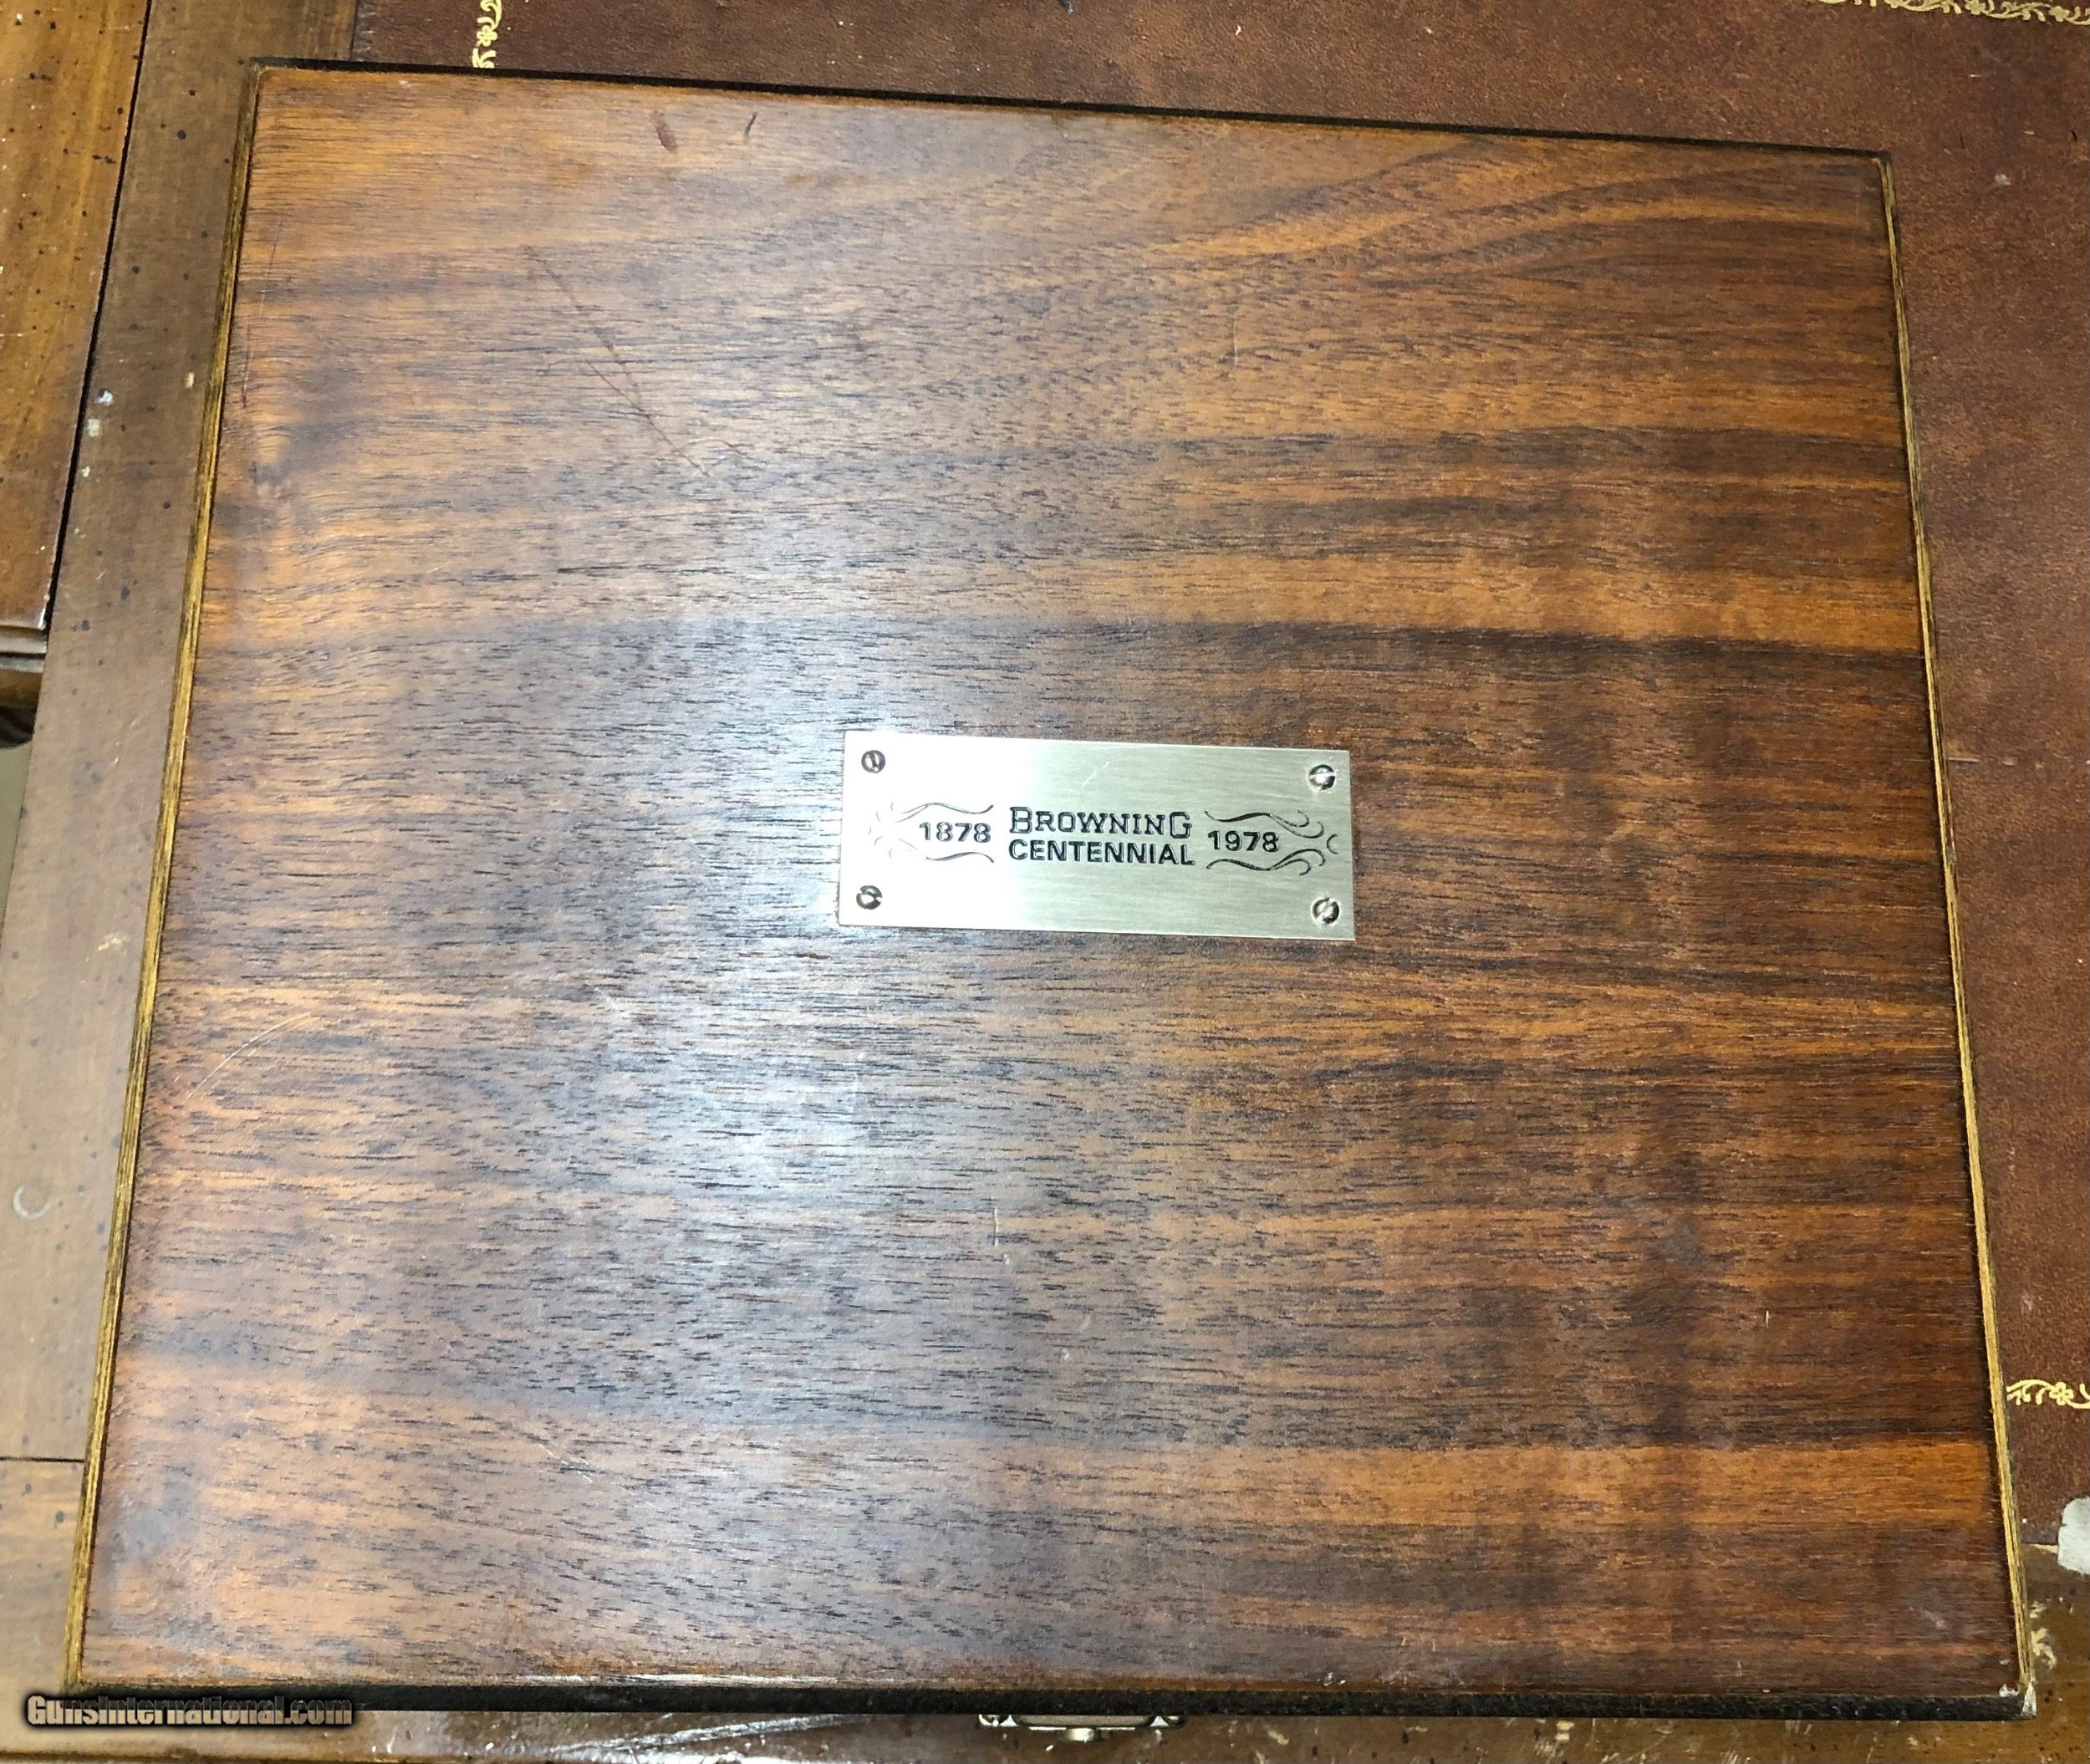 1878 BROWNING 1978
CENTENNIAL
GunsInternational.com